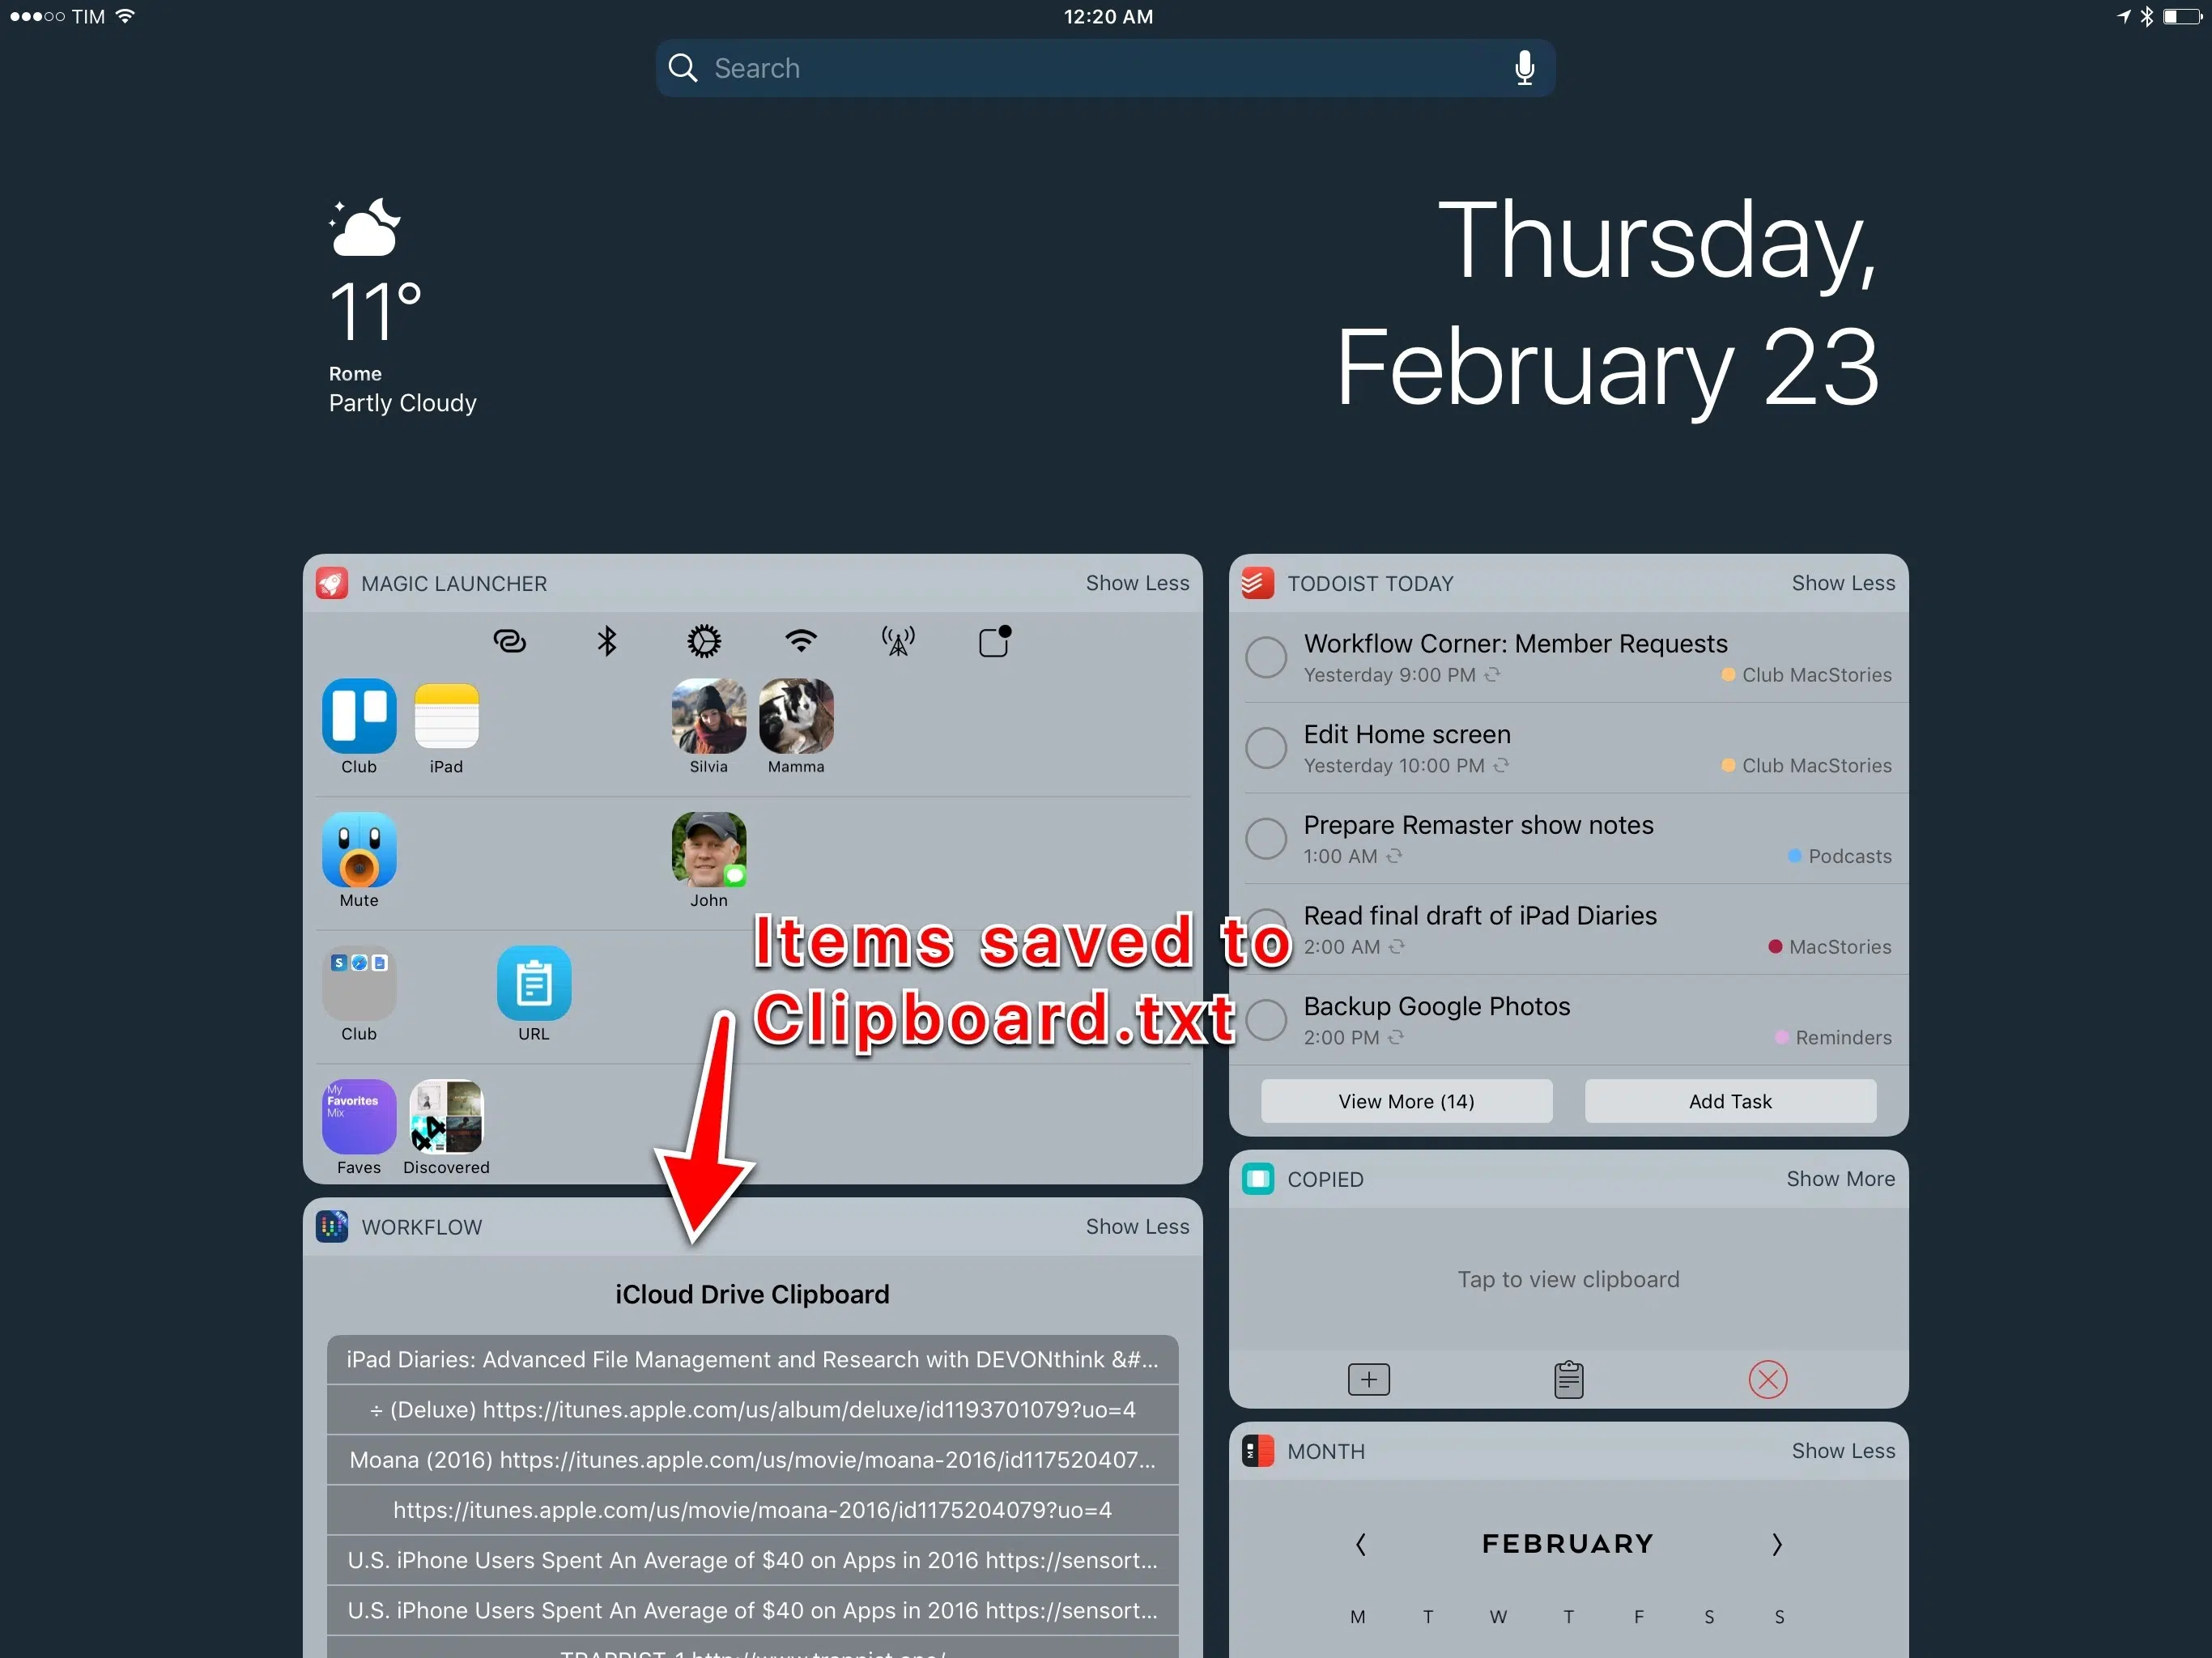 TIM
12:20 AM
Search
11°
Rome
Partly Cloudy
Thursday,
February 23
MAGIC LAUNCHER
Show Less
Club
iPad
Silvia
Mamma
Mute
John
Club
URL
My
Favorites
Mix
Faves
Discovered
Items saved to
Clipboard.txt
WORKFLOW
Show Less
iCloud Drive Clipboard
iPad Diaries: Advanced File Management and Research with DEVONthink &#...
÷ (Deluxe) https://itunes.apple.com/us/album/deluxe/id1193701079?uo=4
Moana (2016) https://itunes.apple.com/us/movie/moana-2016/id117520407...
https://itunes.apple.com/us/movie/moana-2016/id1175204079?uo=4
U.S. iPhone Users Spent An Average of $40 on Apps in 2016 https://sensort...
U.S. iPhone Users Spent An Average of $40 on Apps in 2016 https://sensort...
TODOIST TODAY
Show Less
Workflow Corner: Member Requests
Yesterday 9:00 PM
Club MacStories
Edit Home screen
Yesterday 10:00 PM
Club MacStories
Prepare Remaster show notes
1:00 AM
Podcasts
Read final draft of iPad Diaries
2:00 AM
MacStories
Backup Google Photos
2:00 PM
Reminders
View More (14)
Add Task
COPIED
Show More
Tap to view clipboard
MONTH
Show Less
FEBRUARY
M T W T F S S